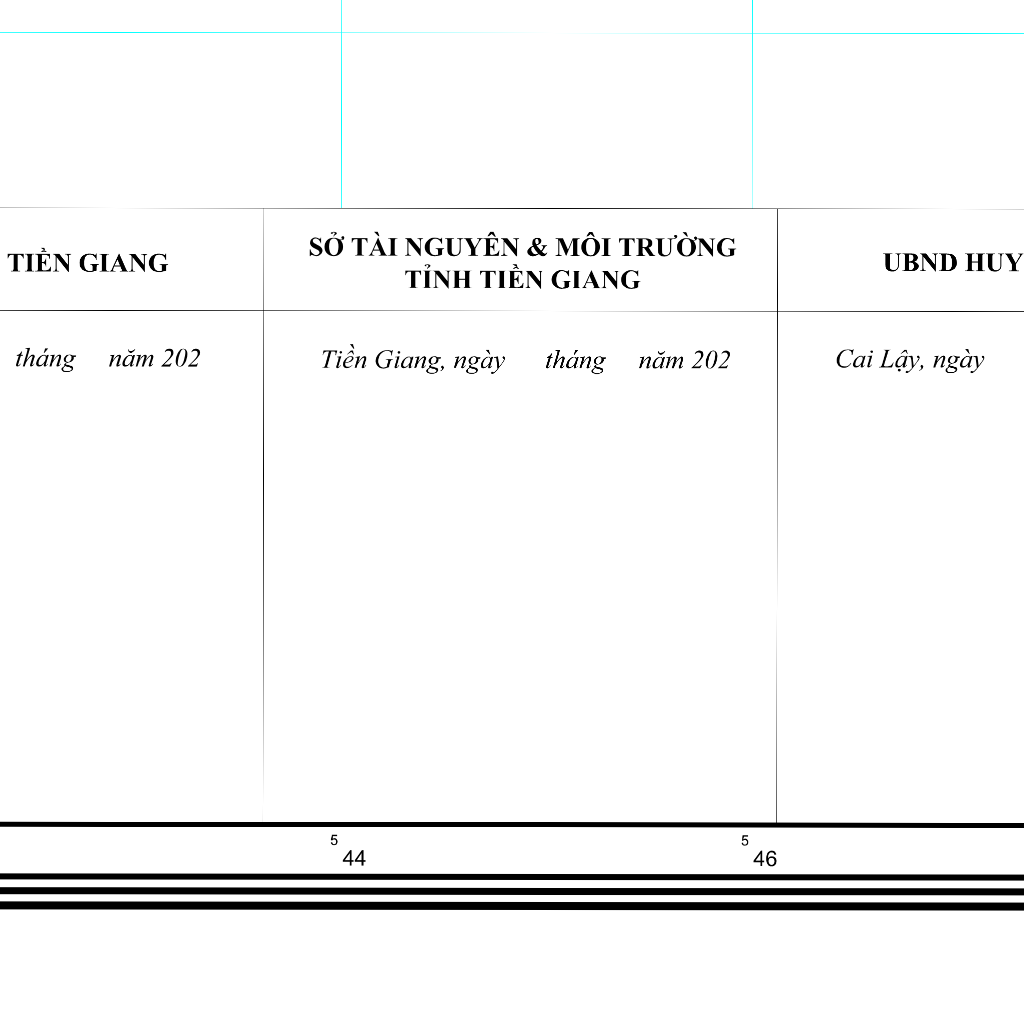 TIỀN GIANG
SỞ TÀI NGUYÊN & MÔI TRƯỜNG
TỈNH TIỀN GIANG
UBND HUY
tháng năm 202
Tiền Giang, ngày tháng năm 202
Cai Lậy, ngày
5
44
5
46